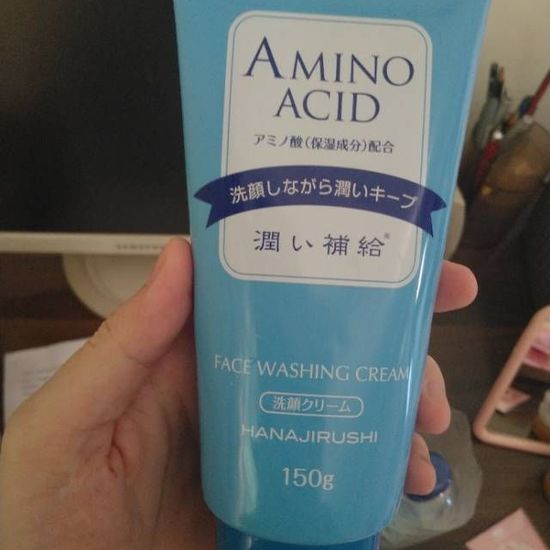 AMINO
ACID
アミノ酸(保湿成分)配合
洗顔しながら潤いキープ
潤い補給※
FACE WASHING CREAM
洗顔クリーム
HANAJIRUSHI
150g